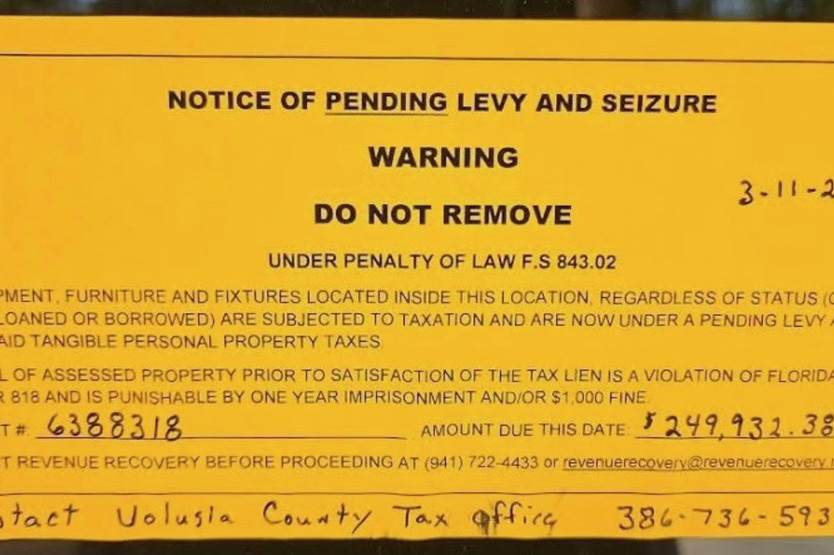 NOTICE OF PENDING LEVY AND SEIZURE
WARNING
3-11-2
DO NOT REMOVE
UNDER PENALTY OF LAW F.S 843.02
PMENT, FURNITURE AND FIXTURES LOCATED INSIDE THIS LOCATION, REGARDLESS OF STATUS (
LOANED OR BORROWED) ARE SUBJECTED TO TAXATION AND ARE NOW UNDER A PENDING LEVY
AID TANGIBLE PERSONAL PROPERTY TAXES
L OF ASSESSED PROPERTY PRIOR TO SATISFACTION OF THE TAX LIEN IS A VIOLATION OF FLORIDA
R 818 AND IS PUNISHABLE BY ONE YEAR IMPRISONMENT AND/OR $1,000 FINE.
T #: 6388318 AMOUNT DUE THIS DATE: $249,932.38
T REVENUE RECOVERY BEFORE PROCEEDING AT (941) 722-4433 or revenuerecovery@revenuerecovery.
tact Volusia County Tax Office 386-736-593